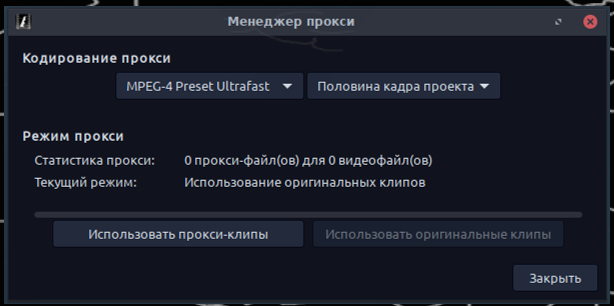 Менеджер прокси
Кодирование прокси
MPEG-4 Preset Ultrafast Половина кадра проекта
Режим прокси
Статистика прокси: 0 прокси-файл(ов) для 0 видеофайл(ов)
Текущий режим: Использование оригинальных клипов
Использовать прокси-клипы Использовать оригинальные клипы
Закрыть